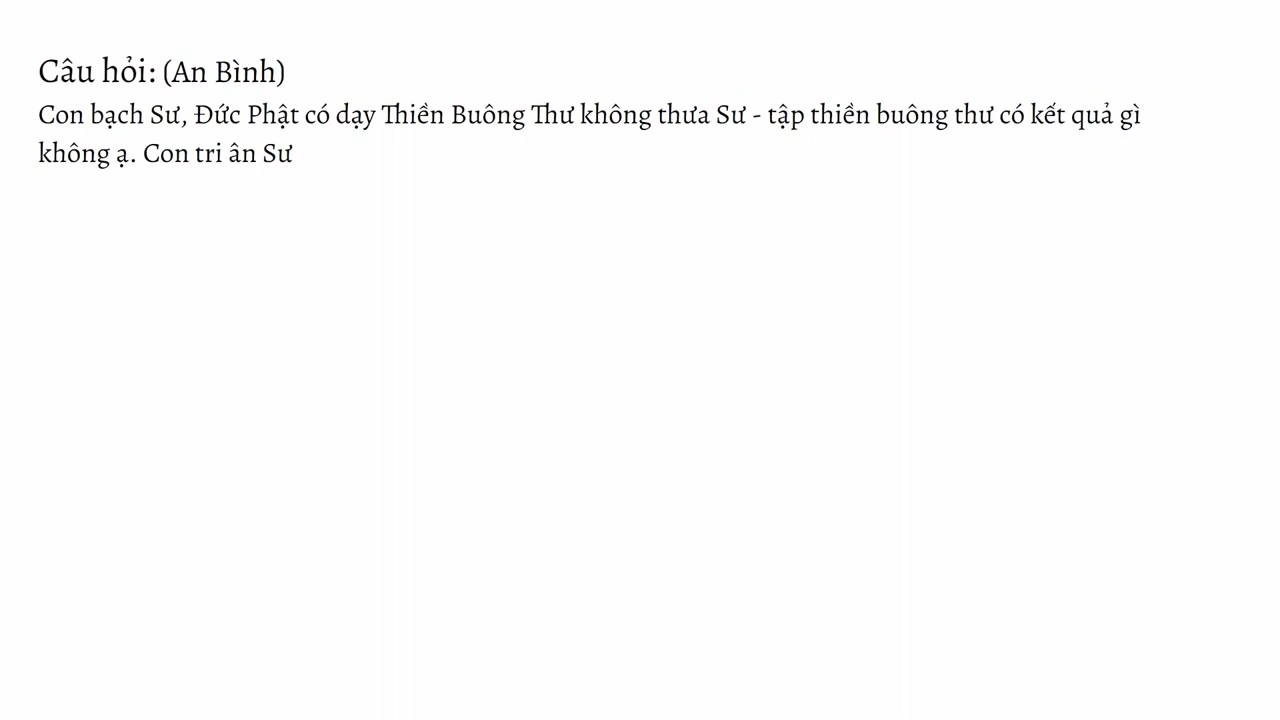 Câu hỏi: (An Bình)
Con bạch Sư, Đức Phật có dạy Thiền Buông Thư không thưa Sư - tập thiền buông thư có kết quả gì
không ạ. Con tri ân Sư